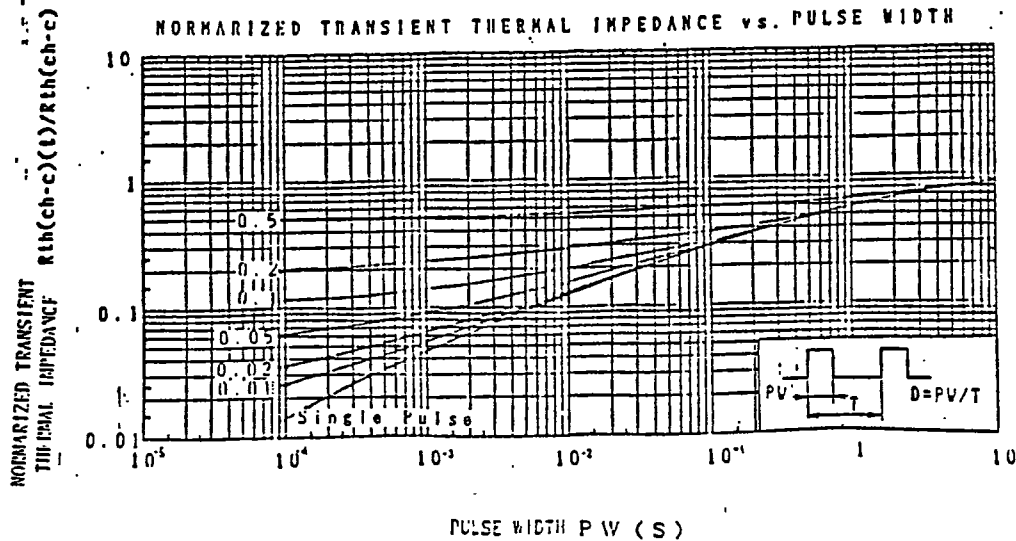 NORMARIZED TRANSIENT THERMAL IMPEDANCE vs. PULSE WIDTH
NORMARIZED TRANSIENT
THERMAL IMPEDANCE Rth(ch-c)(t)/Rth(ch-c)
10
1
0.1
0.01
0.5
0.2
0.05
0.02
0.01
Single Pulse
PW
T
D=PW/T
10-5
10-4
10-3
10-2
10-1
1
10
PULSE WIDTH PW (S)